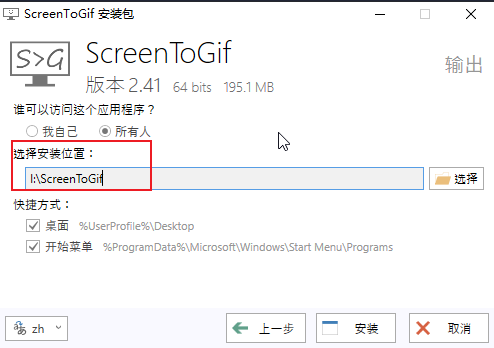 ScreenToGif 安装包
S>G
ScreenToGif
版本 2.41 64 bits 195.1 MB
输出
谁可以访问这个应用程序？
我自己 所有人
选择安装位置：
I:\ScreenToGif
选择
快捷方式：
桌面 %UserProfile%\Desktop
开始菜单 %ProgramData%\Microsoft\Windows\Start Menu\Programs
zh
上一步
安装
取消